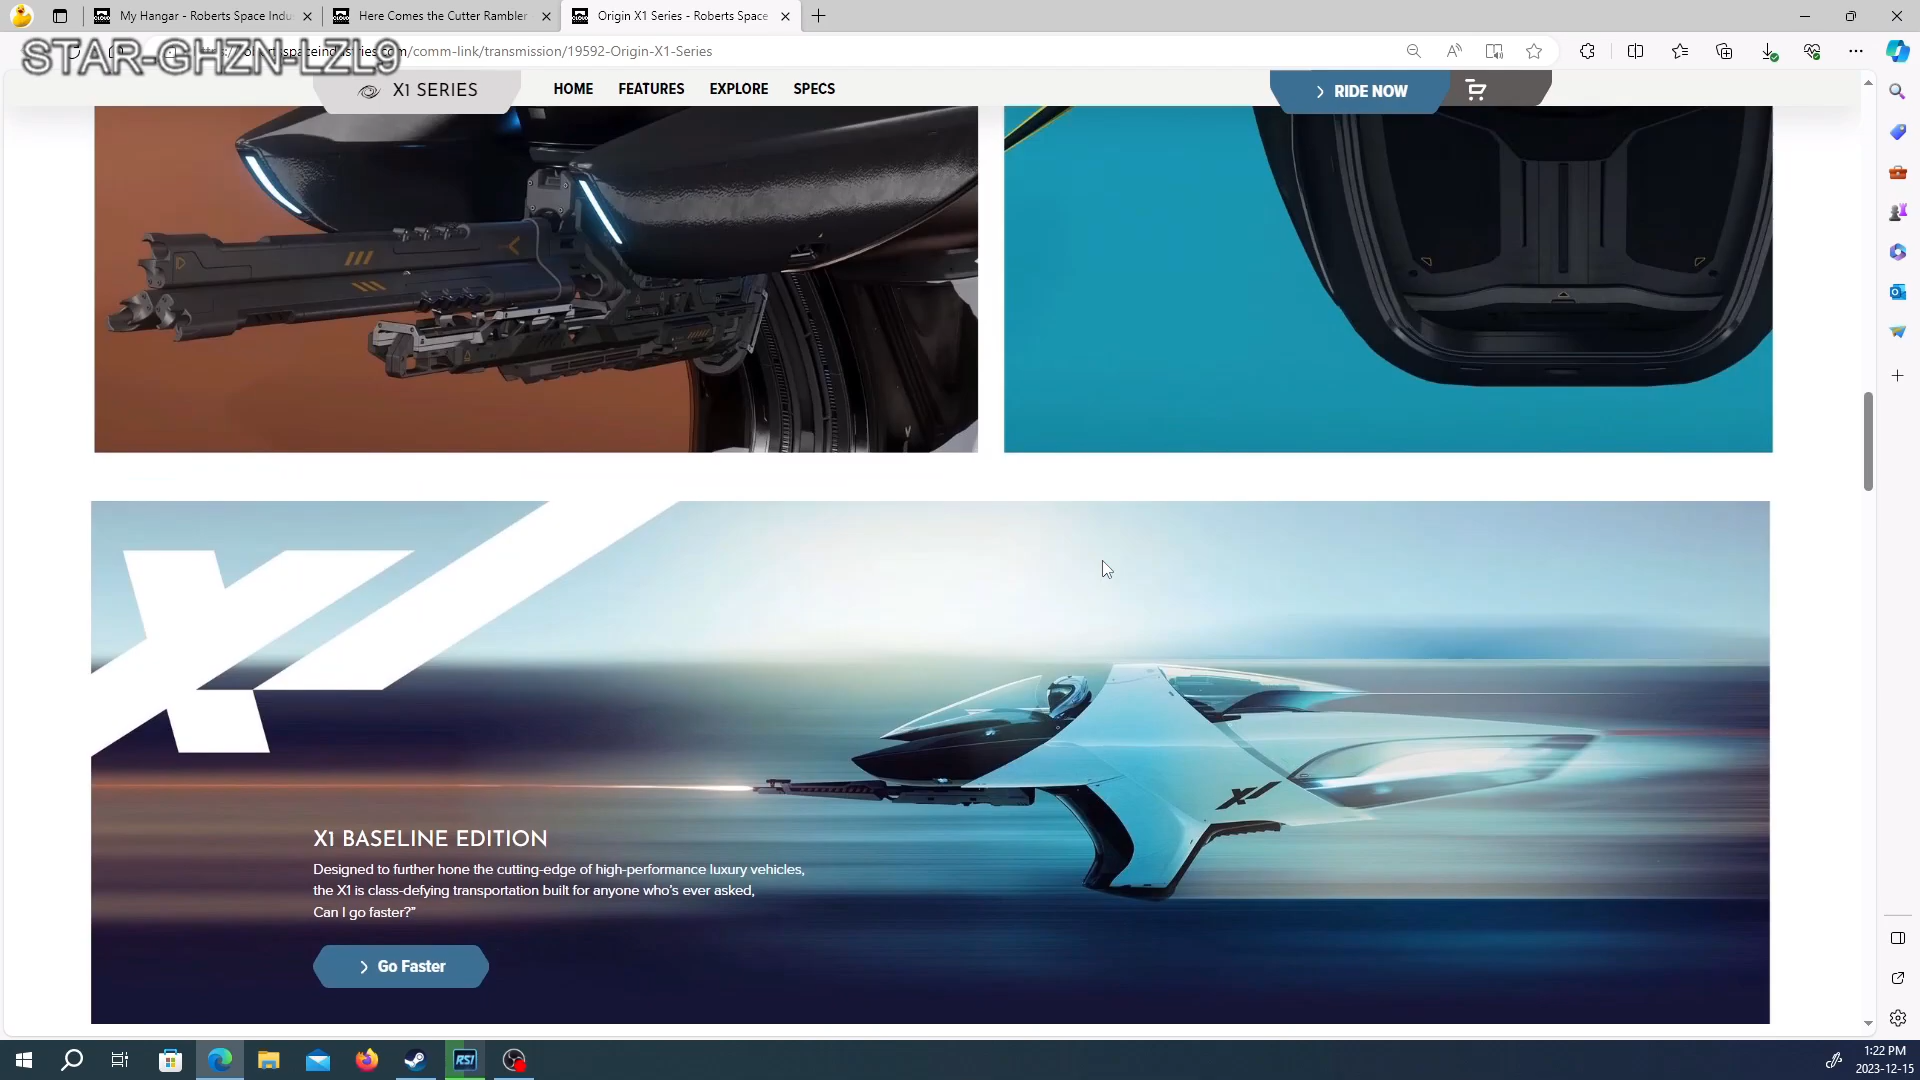 My Hangar - Roberts Space Indu
Here Comes the Cutter Rambler
Origin X1 Series - Roberts Space
STAR-GHZN-LZL9
/comm-link/transmission/19592-Origin-X1-Series
X1 SERIES
HOME
FEATURES
EXPLORE
SPECS
RIDE NOW
X1
X1
X1 BASELINE EDITION
Designed to further hone the cutting-edge of high-performance luxury vehicles,
the X1 is class-defying transportation built for anyone who's ever asked,
Can I go faster?"
Go Faster
RSI
1:22 PM
2023-12-15